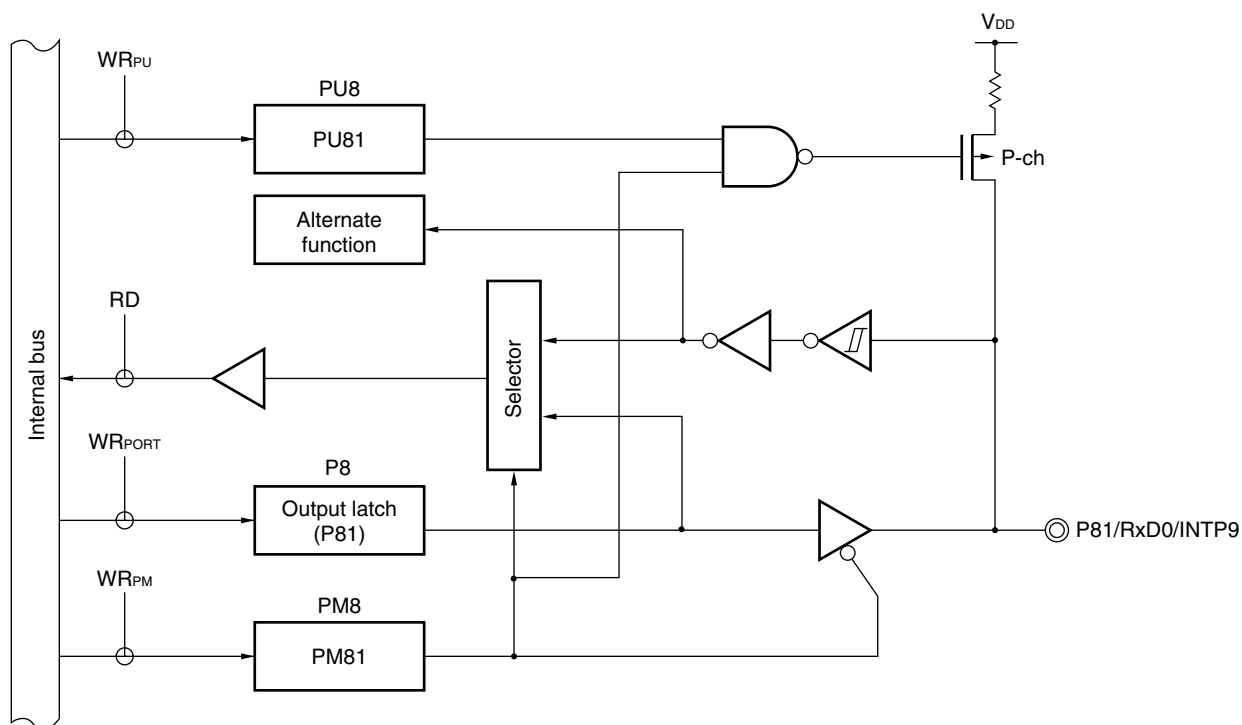 VDD
WRPU
PU8
PU81
P-ch
Alternate
function
RD
Internal bus
Selector
WRPORT
P8
Output latch
(P81)
P81/RxD0/INTP9
WRPM
PM8
PM81